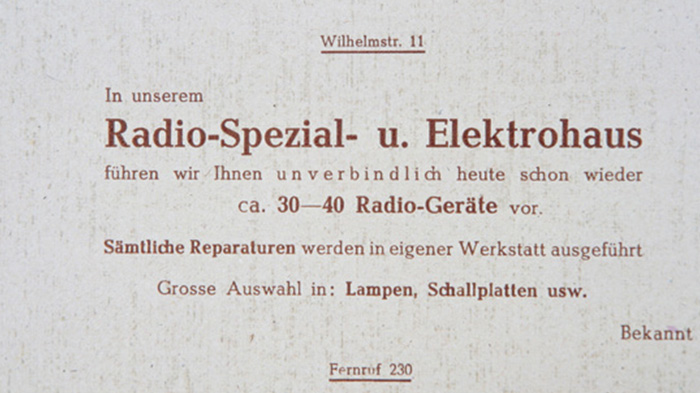 Wilhelmstr. 11
In unserem
Radio-Spezial- u. Elektrohaus
führen wir Ihnen unverbindlich heute schon wieder
ca. 30—40 Radio-Geräte vor.
Sämtliche Reparaturen werden in eigener Werkstatt ausgeführt
Grosse Auswahl in: Lampen, Schallplatten usw.
Bekannt
Fernruf 230